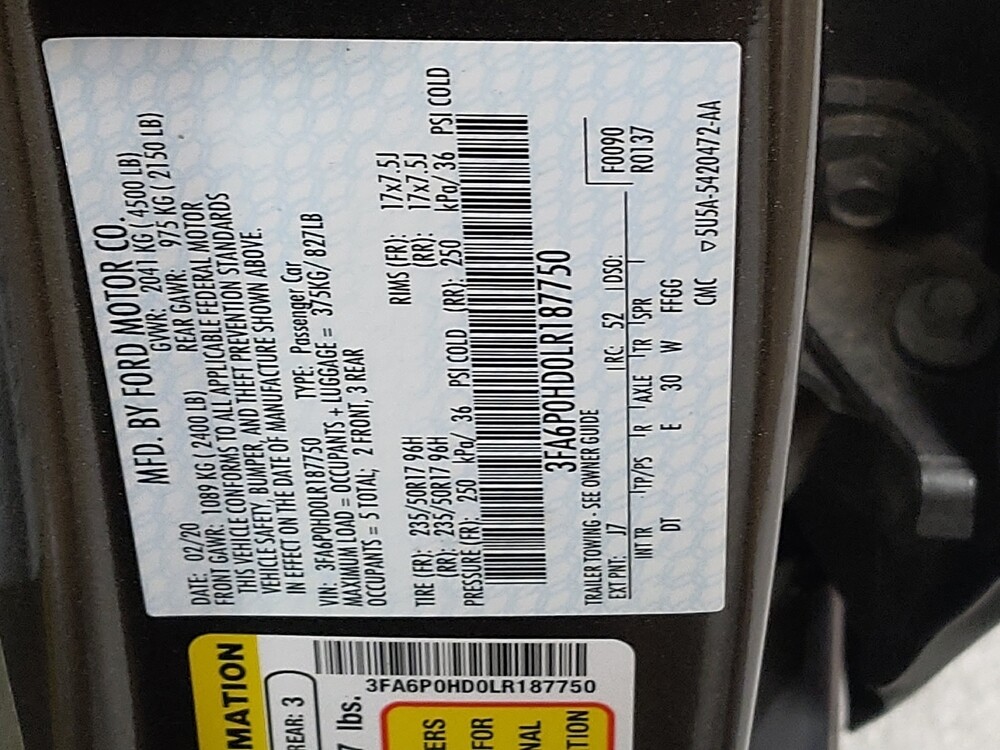 MFD. BY FORD MOTOR CO.
DATE: 02/20 GVWR: 2041 KG (4500 LB)
FRONT GAWR: 1089 KG (2400 LB) REAR GAWR: 975 KG (2150 LB)
THIS VEHICLE CONFORMS TO ALL APPLICABLE FEDERAL MOTOR
VEHICLE SAFETY, BUMPER, AND THEFT PREVENTION STANDARDS
IN EFFECT ON THE DATE OF MANUFACTURE SHOWN ABOVE.
VIN: 3FA6P0HD0LR187750 TYPE: Passenger Car
MAXIMUM LOAD = OCCUPANTS + LUGGAGE = 375KG/ 827LB
OCCUPANTS = 5 TOTAL; 2 FRONT, 3 REAR
TIRE (FR): 235/50R17 96H RIMS (FR): 17x7.5J
(RR): 235/50R17 96H (RR): 17x7.5J
PRESSURE (FR): 250 kPa/ 36 PSI COLD (RR): 250 kPa/ 36 PSI COLD
3FA6P0HD0LR187750
TRAILER TOWING - SEE OWNER GUIDE F0090
EXT PNT: J7 RC: 52 DSO: R0137
INT TR TP/PS R AXLE TR SPR
DT E 30 W FFGG
CMC ▽5U5A-5420472-AA
MATION
REAR: 3
7 lbs.
3FA6P0HD0LR187750
ERS
FOR
NAL
TION